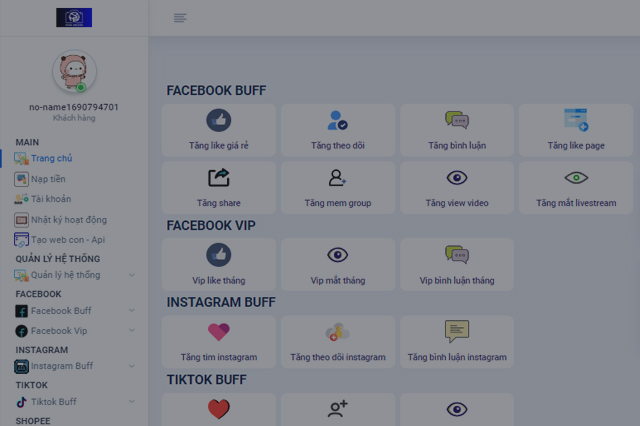 no-name1690794701
Khách hàng
MAIN
Trang chủ
Nạp tiền
Tài khoản
Nhật ký hoạt động
Tạo web con - Api
QUẢN LÝ HỆ THỐNG
Quản lý hệ thống
FACEBOOK
Facebook Buff
Facebook Vip
INSTAGRAM
Instagram Buff
TIKTOK
Tiktok Buff
SHOPEE
FACEBOOK BUFF
Tăng like giá rẻ
Tăng theo dõi
Tăng bình luận
Tăng like page
Tăng share
Tăng mem group
Tăng view video
Tăng mắt livestream
FACEBOOK VIP
Vip like tháng
Vip mắt tháng
Vip bình luận tháng
INSTAGRAM BUFF
Tăng tim instagram
Tăng theo dõi instagram
Tăng bình luận instagram
TIKTOK BUFF